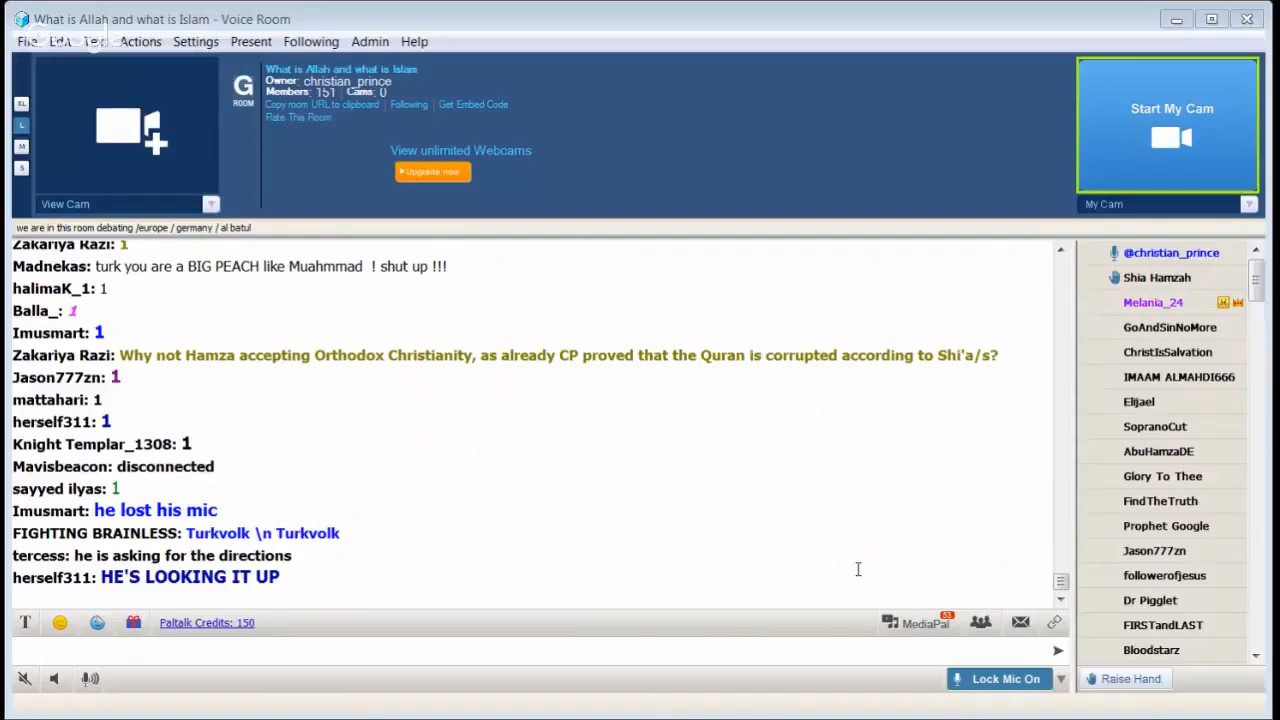 What is Allah and what is Islam - Voice Room
Google
File Edit Text Actions Settings Present Following Admin Help
XL
L
M
S
View Cam
G
ROOM
What is Allah and what is Islam
Owner: christian_prince
Members: 151 | Cams: 0
Copy room URL to clipboard | Following | Get Embed Code
Rate This Room
View unlimited Webcams
Upgrade now
Start My Cam
My Cam
we are in this room debating /europe / germany / al batul
Zakariya Razi: 1
Madnekas: turk you are a BIG PEACH like Muahmmad ! shut up !!!
halimaK_1: 1
Balla_: 1
Imusmart: 1
Zakariya Razi: Why not Hamza accepting Orthodox Christianity, as already CP proved that the Quran is corrupted according to Shi'a/s?
Jason777zn: 1
mattahari: 1
herself311: 1
Knight Templar_1308: 1
Mavisbeacon: disconnected
sayyed ilyas: 1
Imusmart: he lost his mic
FIGHTING BRAINLESS: Turkvolk \n Turkvolk
tercess: he is asking for the directions
herself311: HE'S LOOKING IT UP
@christian_prince
Shia Hamzah
Melania_24
GoAndSinNoMore
ChristIsSalvation
IMAAM ALMAHDI666
Elijael
SopranoCut
AbuHamzaDE
Glory To Thee
FindTheTruth
Prophet Google
Jason777zn
followerofjesus
Dr Pigglet
FIRSTandLAST
Bloodstarz
T
Paltalk Credits: 150
MediaPal
53
Lock Mic On
Raise Hand